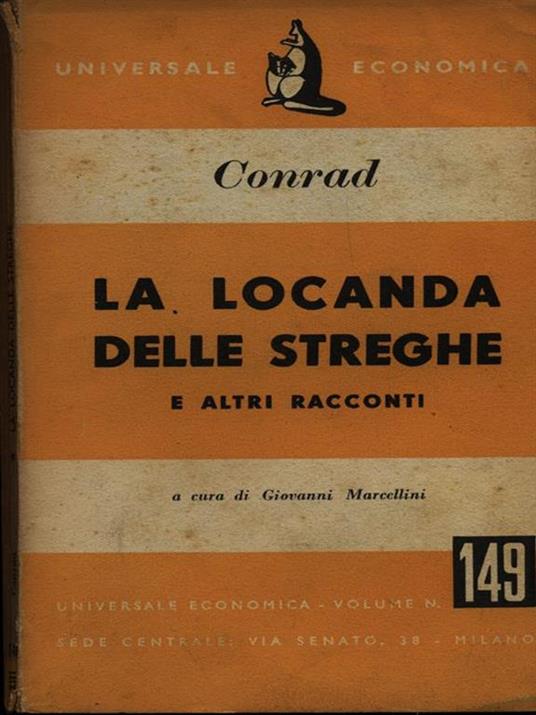 UNIVERSALE ECONOMICA
Conrad
LA LOCANDA
DELLE STREGHE
E ALTRI RACCONTI
a cura di Giovanni Marcellini
149
UNIVERSALE ECONOMICA - VOLUME N.
SEDE CENTRALE: VIA SENATO, 38 - MILANO
LA LOCANDA DELLE STREGHE